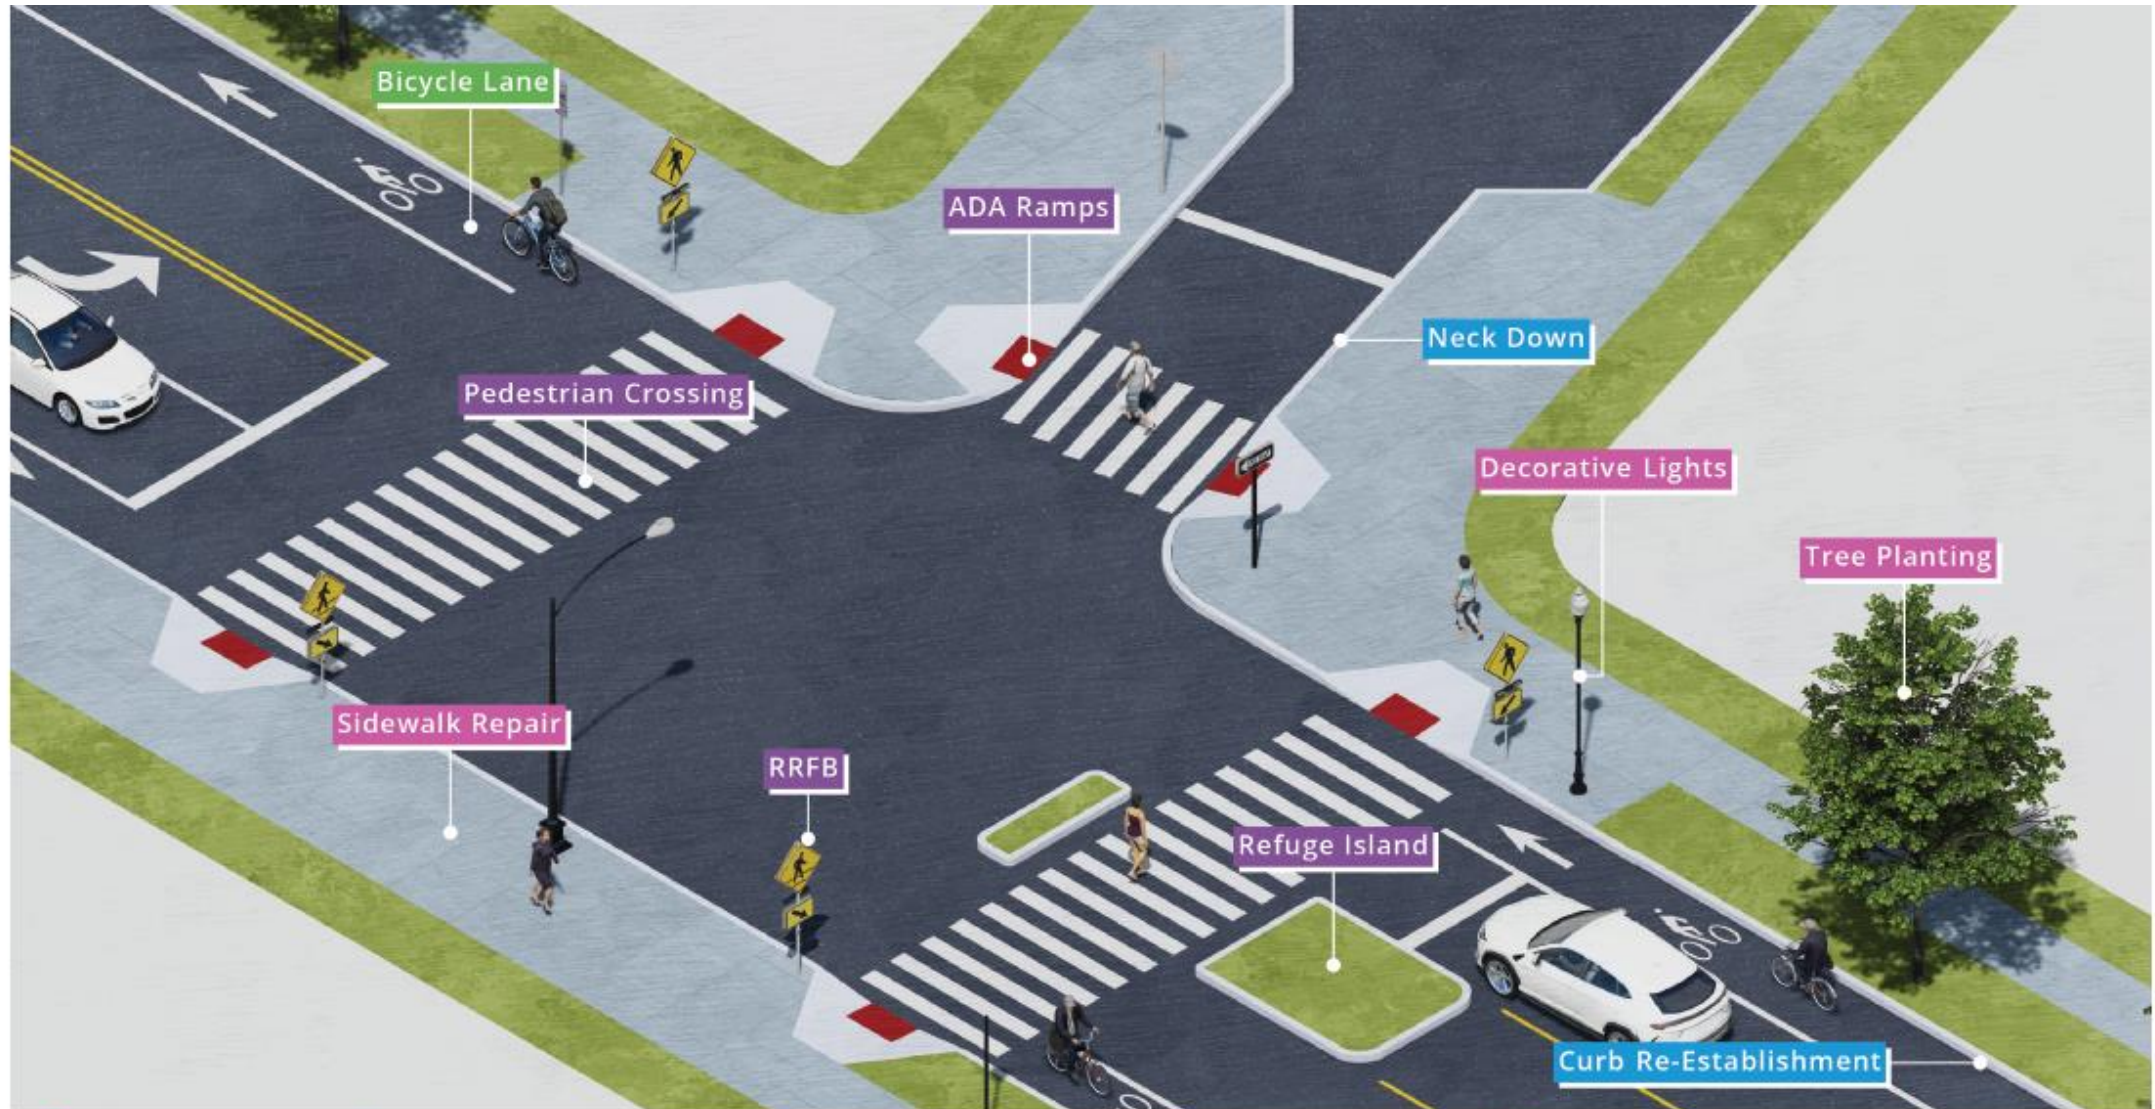 Bicycle Lane
ADA Ramps
Neck Down
Pedestrian Crossing
Decorative Lights
Tree Planting
Sidewalk Repair
RRFB
Refuge Island
Curb Re-Establishment